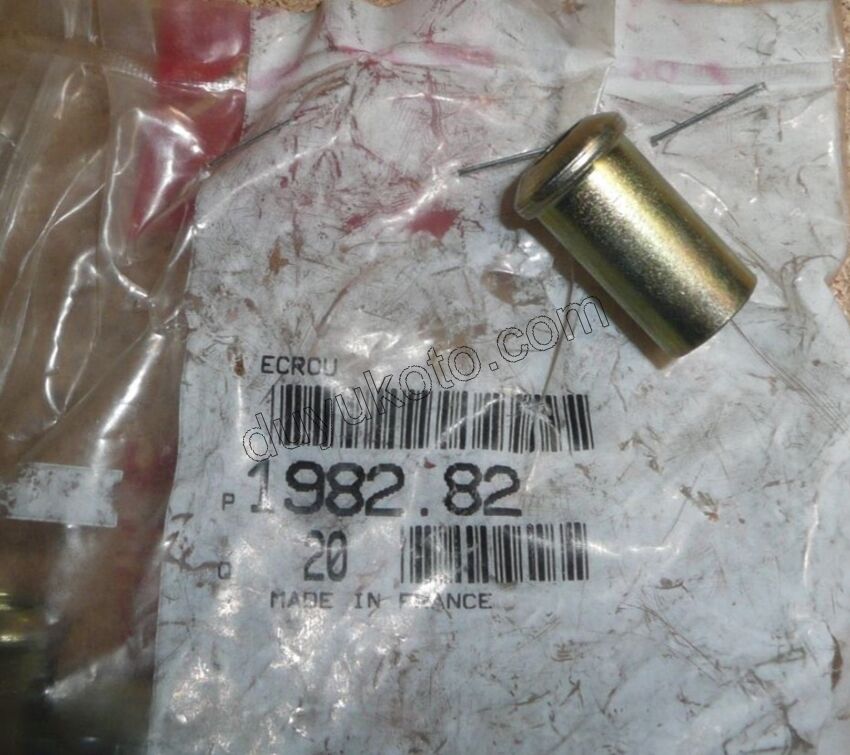 ECROU
duyukoto.com
P 1982.82
Q 20
MADE IN FRANCE